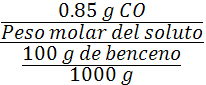 0.85 g CO
Peso molar del soluto
100 g de benceno
1000 g